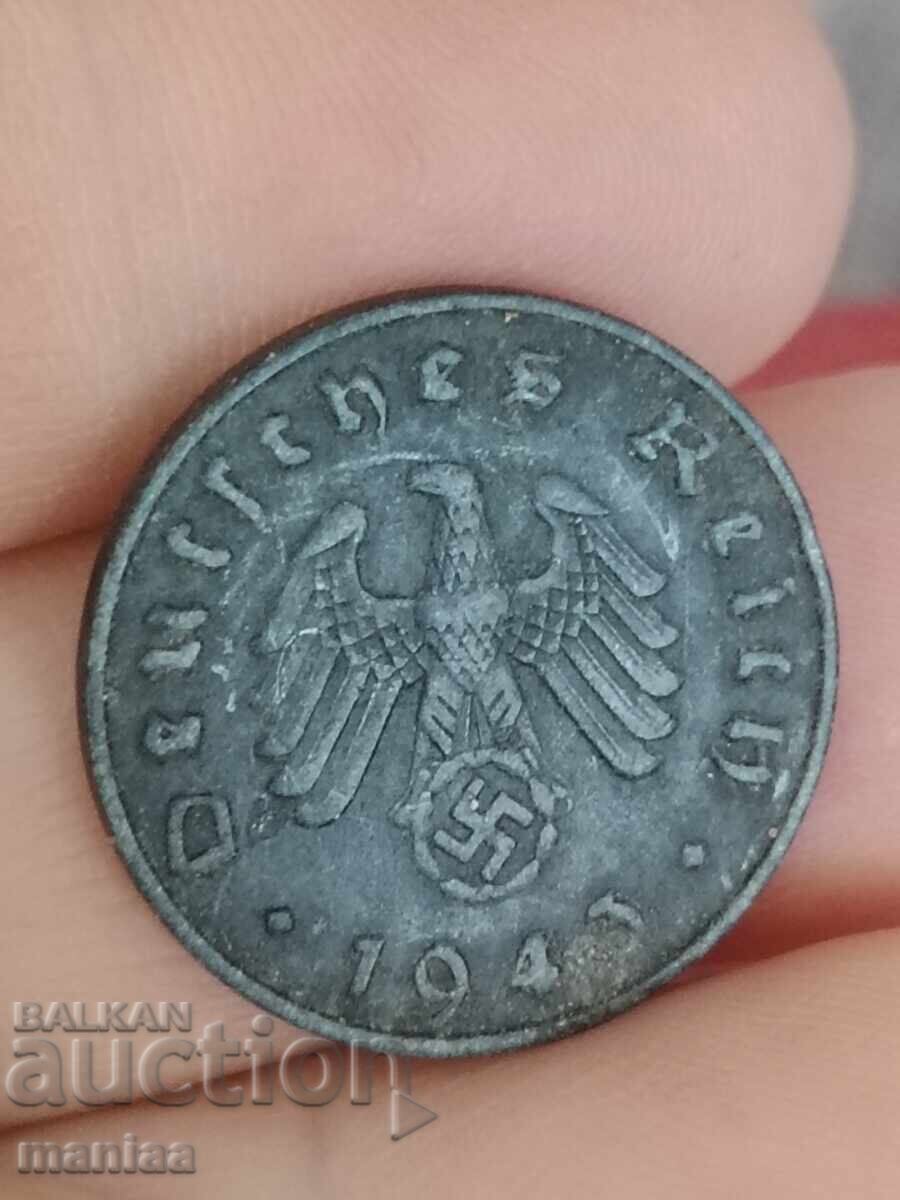 Deutsches Reich
BALKAN
auction
maniaa